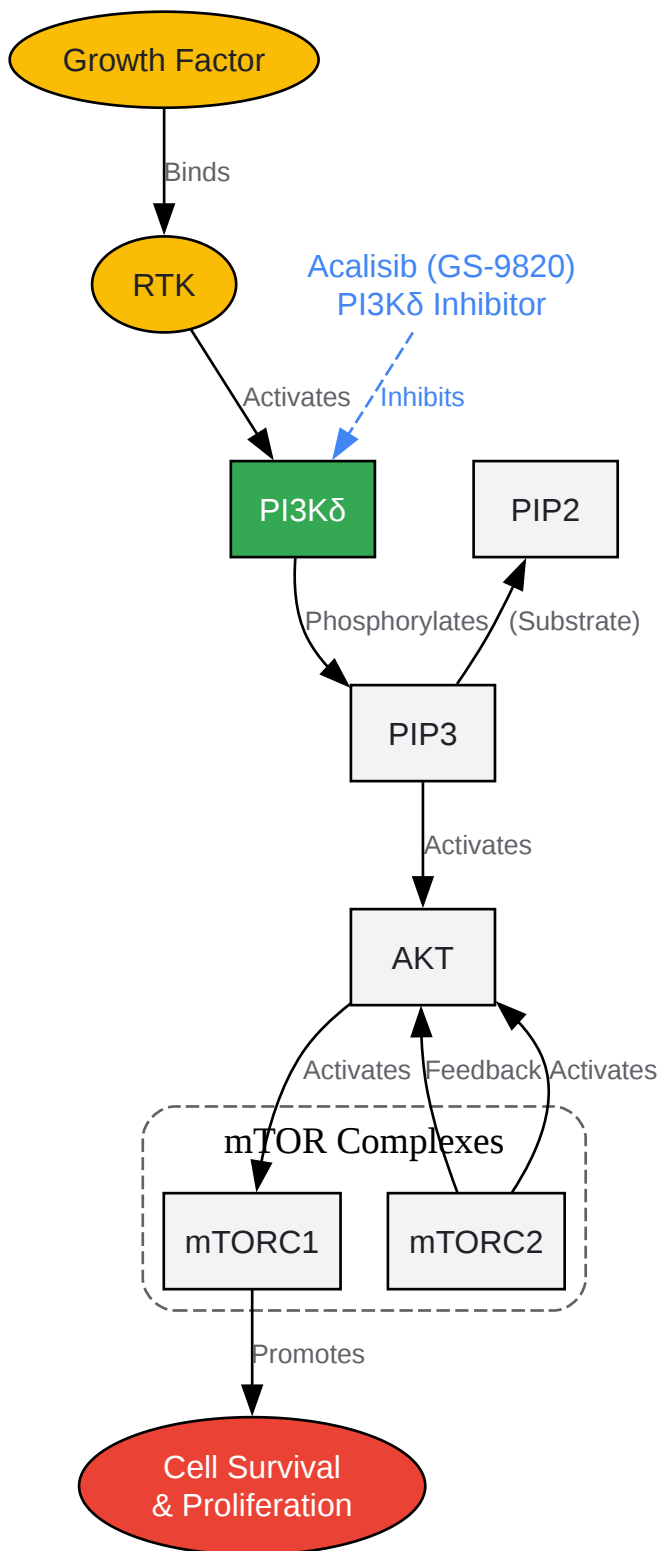 Growth Factor
Binds
RTK
Acalisib (GS-9820)
PI3Kδ Inhibitor
Activates
Inhibits
PI3Kδ
PIP2
Phosphorylates
(Substrate)
PIP3
Activates
AKT
Activates
Feedback
Activates
mTOR Complexes
mTORC1
mTORC2
Promotes
Cell Survival
& Proliferation